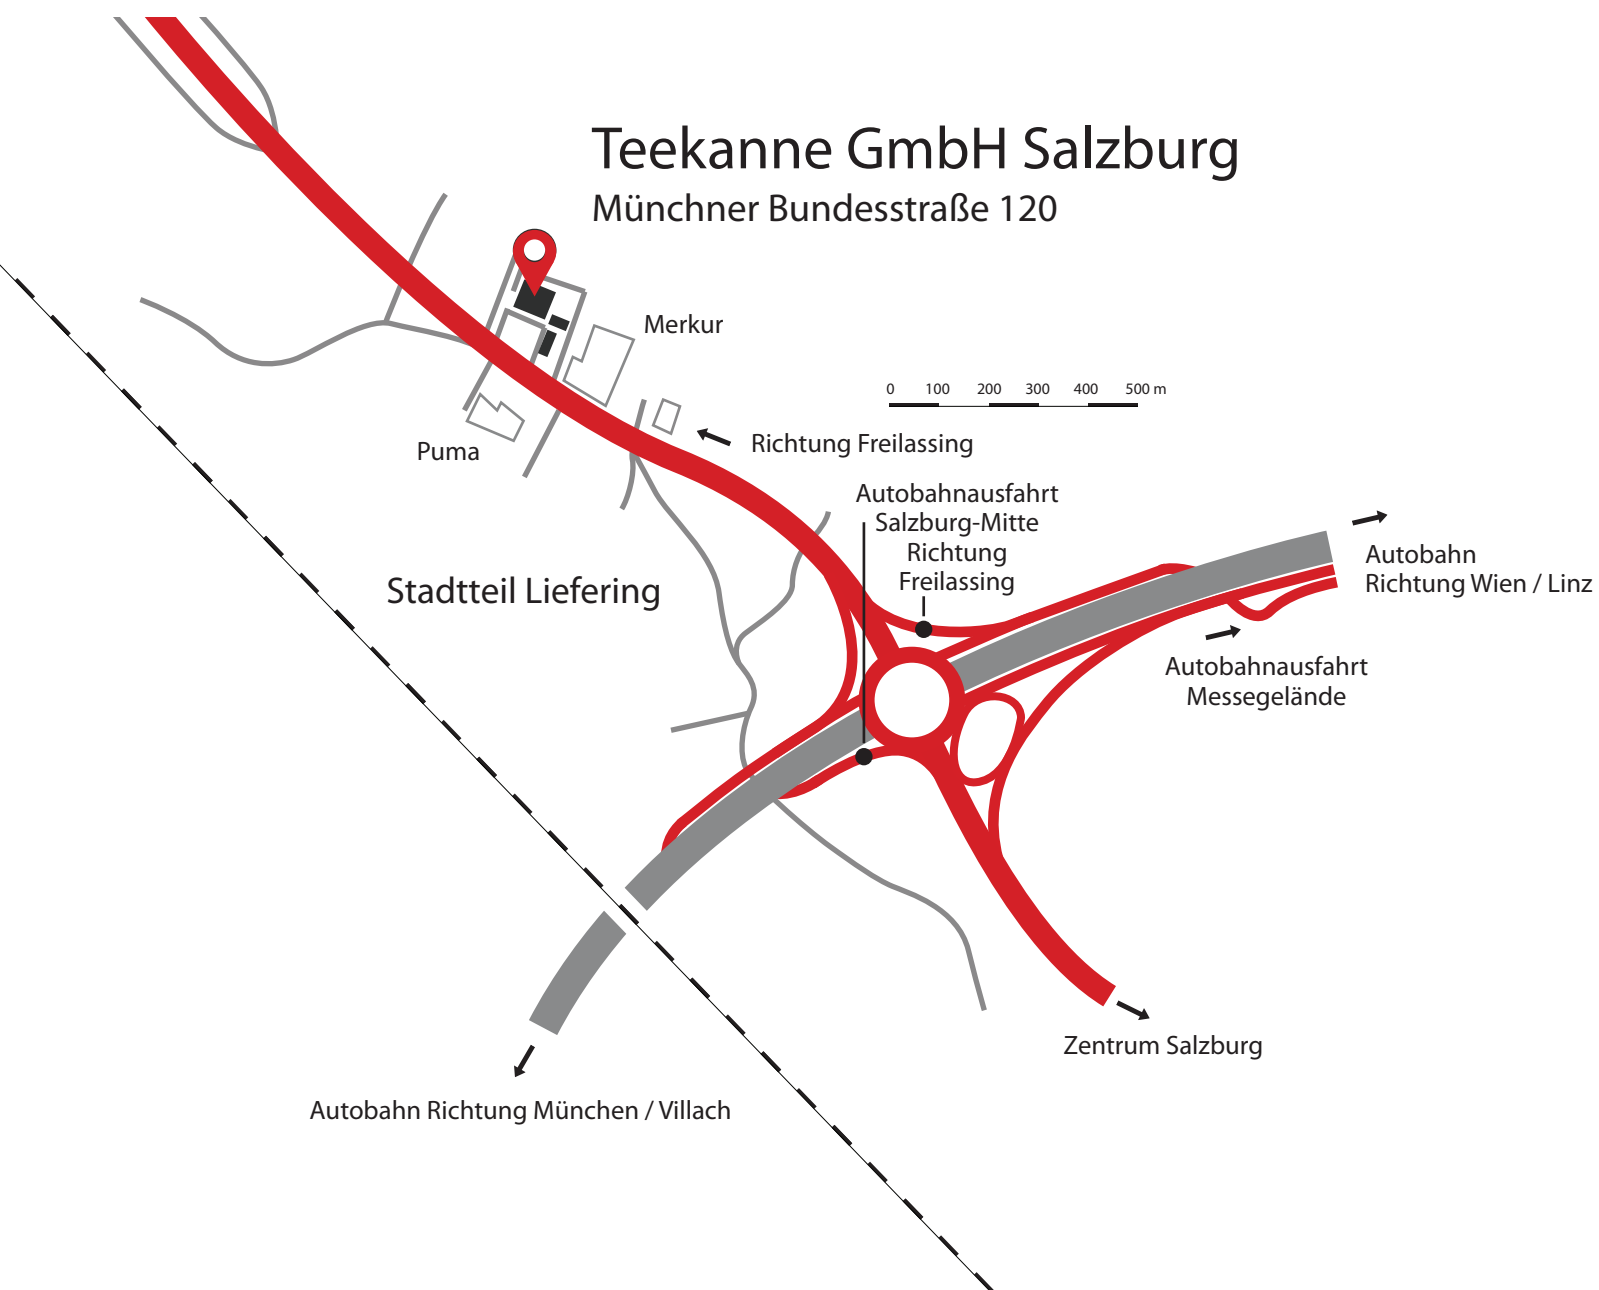 Teekanne GmbH Salzburg
Münchner Bundesstraße 120
Merkur
0 100 200 300 400 500 m
Puma
Richtung Freilassing
Autobahnausfahrt
Salzburg-Mitte
Richtung
Freilassing
Autobahn
Richtung Wien / Linz
Stadtteil Liefering
Autobahnausfahrt
Messegelände
Zentrum Salzburg
Autobahn Richtung München / Villach